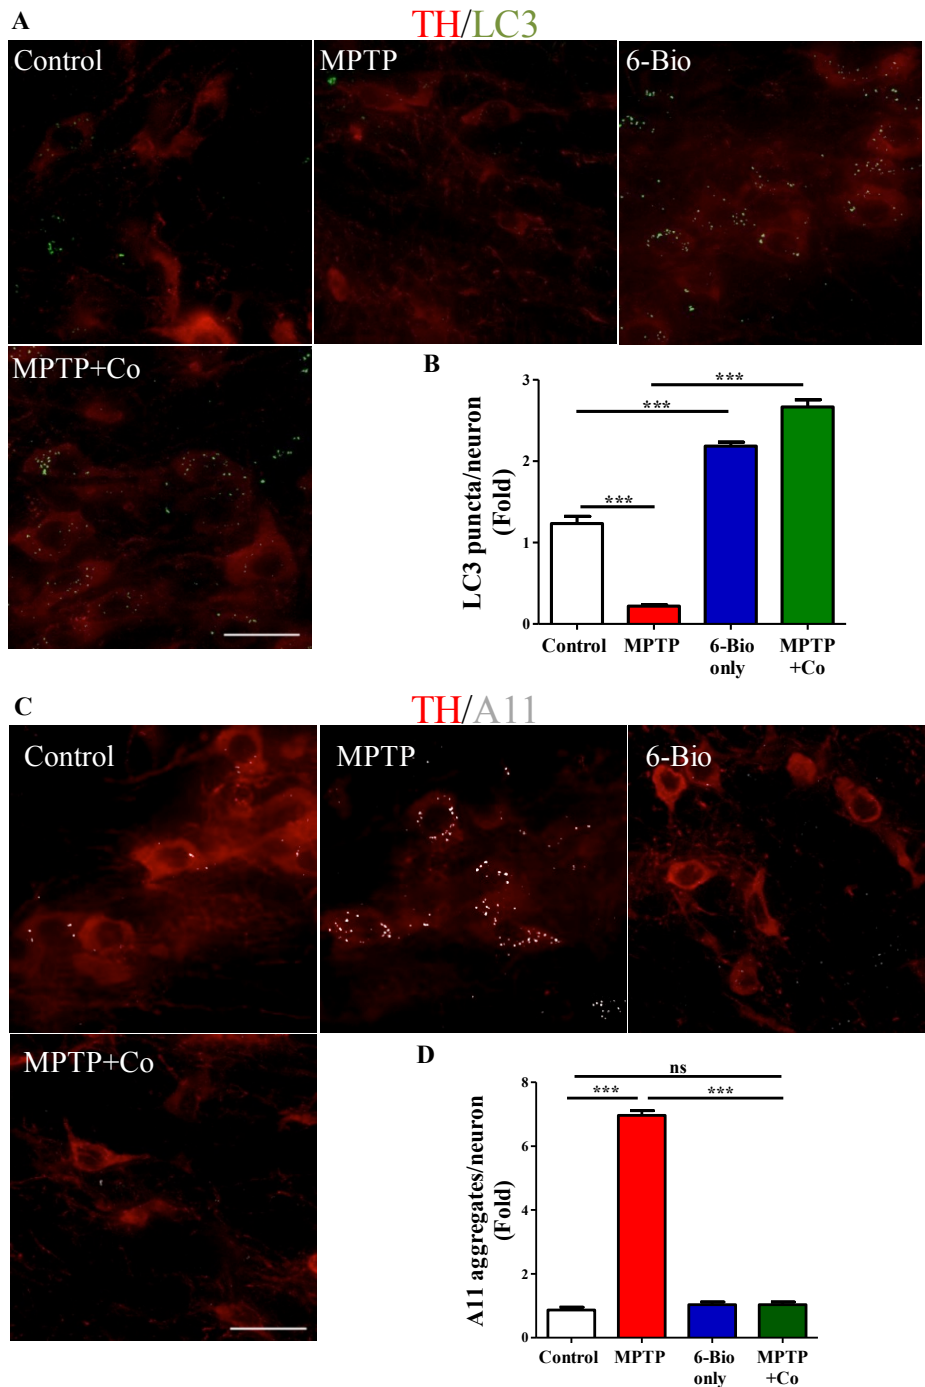 A
TH/LC3
Control
MPTP
6-Bio
MPTP+Co
B
LC3 puncta/neuron
(Fold)
3
2
1
0
***
***
***
Control
MPTP
6-Bio
only
MPTP
+Co
C
TH/A11
Control
MPTP
6-Bio
MPTP+Co
D
A11 aggregates/neuron
(Fold)
8
6
4
2
0
ns
***
***
Control
MPTP
6-Bio
only
MPTP
+Co